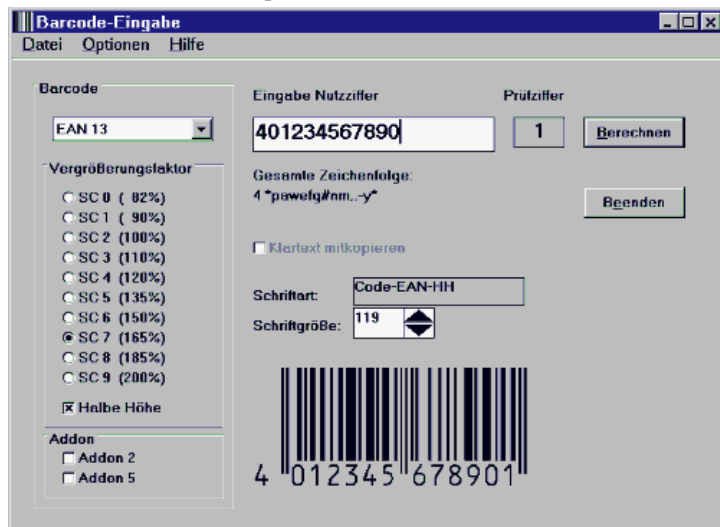 Barcode-Eingabe
Datei Optionen Hilfe
Barcode
EAN 13
Vergrößerungsfaktor
SC 0 ( 82%)
SC 1 ( 90%)
SC 2 (100%)
SC 3 (110%)
SC 4 (120%)
SC 5 (135%)
SC 6 (150%)
SC 7 (165%)
SC 8 (185%)
SC 9 (200%)
Halbe Höhe
Addon
Addon 2
Addon 5
Eingabe Nutzziffer
Prüfziffer
401234567890
1
Berechnen
Gesamte Zeichenfolge:
4 *pawefg#nm..-y*
Beenden
Klartext mitkopieren
Schriftart: Code-EAN-HH
Schriftgröße: 119
4 012345 678901